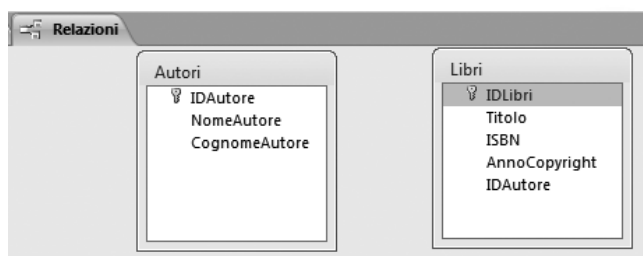 Relazioni
Autori
IDAutore
NomeAutore
CognomeAutore
Libri
IDLibri
Titolo
ISBN
AnnoCopyright
IDAutore